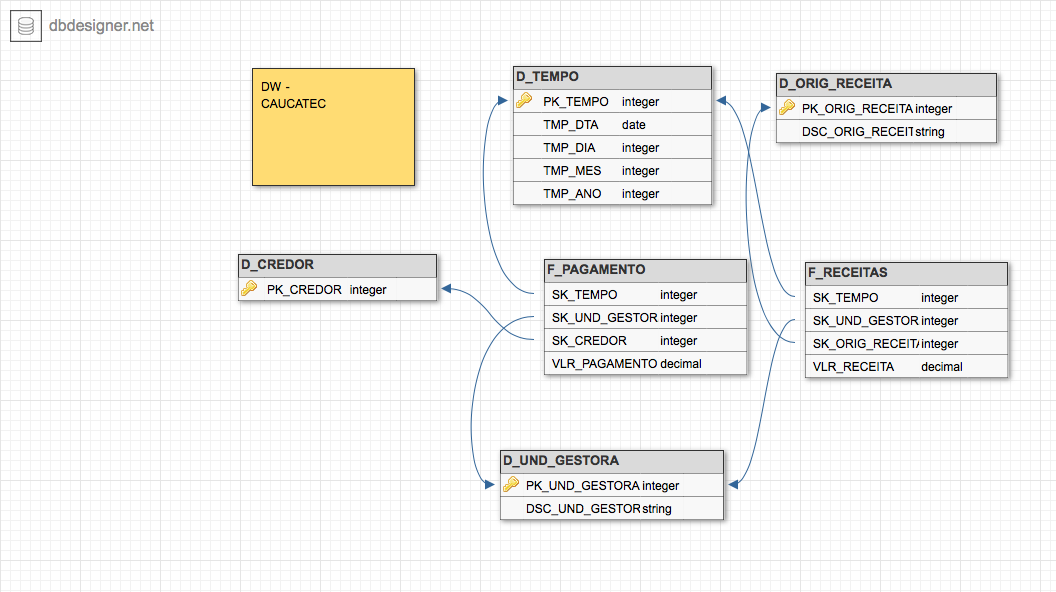 dbdesigner.net
DW -
CAUCATEC
D_TEMPO
PK_TEMPO integer
TMP_DTA date
TMP_DIA integer
TMP_MES integer
TMP_ANO integer
D_ORIG_RECEITA
PK_ORIG_RECEITA integer
DSC_ORIG_RECEIT string
D_CREDOR
PK_CREDOR integer
F_PAGAMENTO
SK_TEMPO integer
SK_UND_GESTOR integer
SK_CREDOR integer
VLR_PAGAMENTO decimal
F_RECEITAS
SK_TEMPO integer
SK_UND_GESTOR integer
SK_ORIG_RECEITA integer
VLR_RECEITA decimal
D_UND_GESTORA
PK_UND_GESTORA integer
DSC_UND_GESTOR string